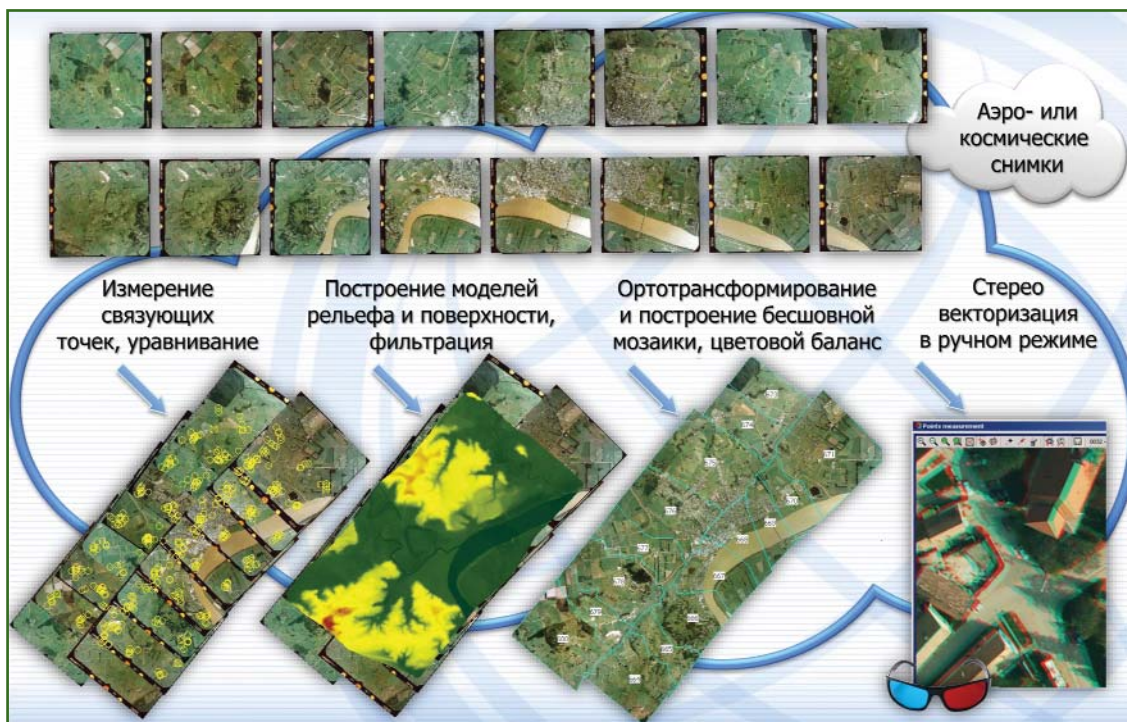 Аэро- или
космические
снимки
Измерение
связующих
точек, уравнивание
Построение моделей
рельефа и поверхности,
фильтрация
Ортотрансформирование
и построение бесшовной
мозаики, цветовой баланс
Стерео
векторизация
в ручном режиме
Points measurement